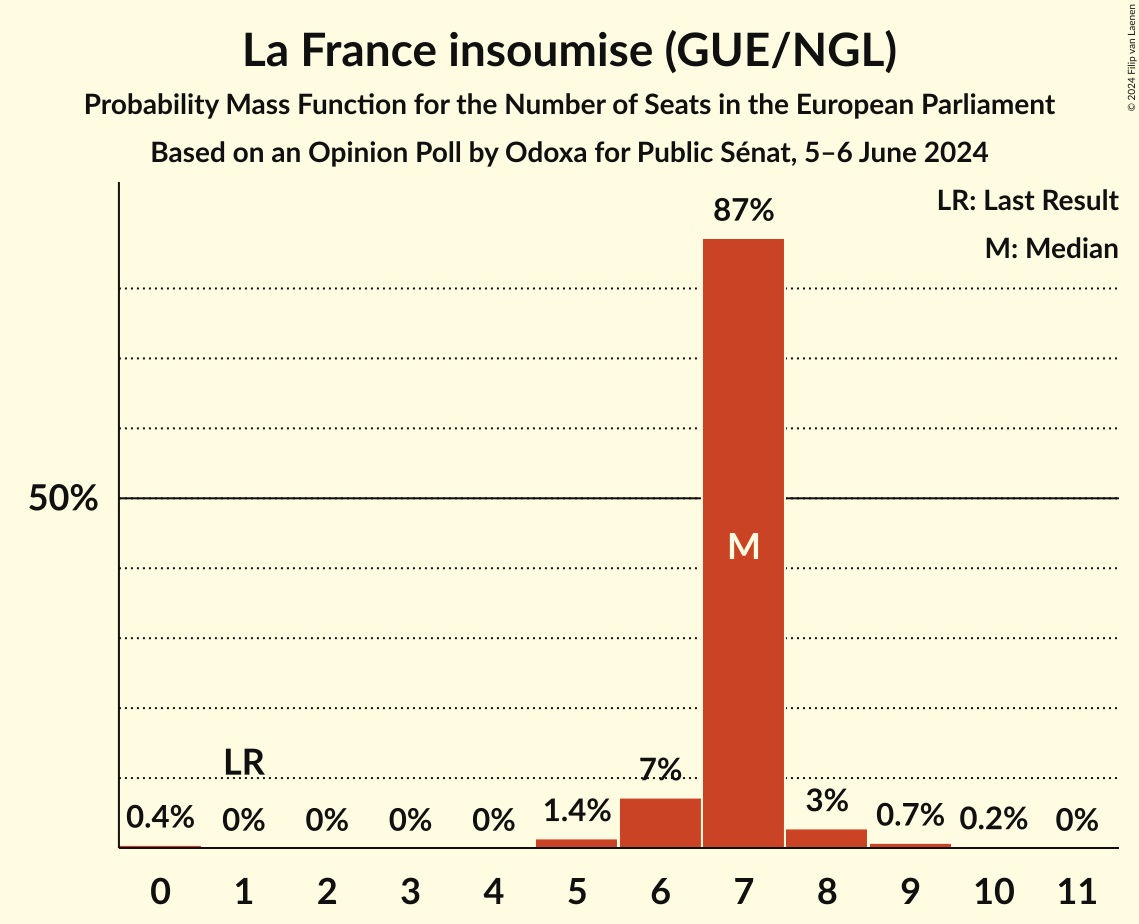 La France insoumise (GUE/NGL)
Probability Mass Function for the Number of Seats in the European Parliament
Based on an Opinion Poll by Odoxa for Public Sénat, 5–6 June 2024
© 2024 Filip van Laenen
LR: Last Result
M: Median
87%
50%
M
LR
7%
0.4%
0%
0%
0%
0%
1.4%
3%
0.7%
0.2%
0%
0 1 2 3 4 5 6 7 8 9 10 11